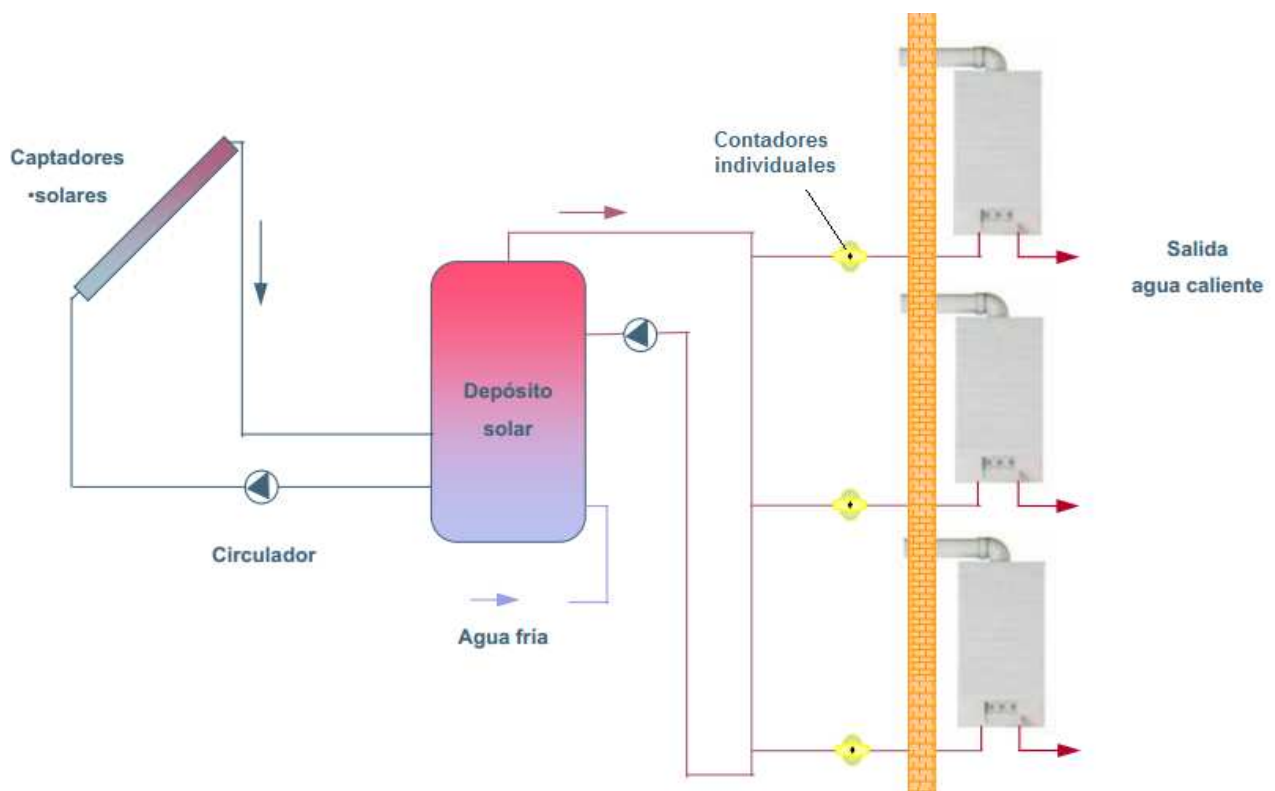 Captadores
•solares
Contadores
individuales
Salida
agua caliente
Depósito
solar
Circulador
Agua fría